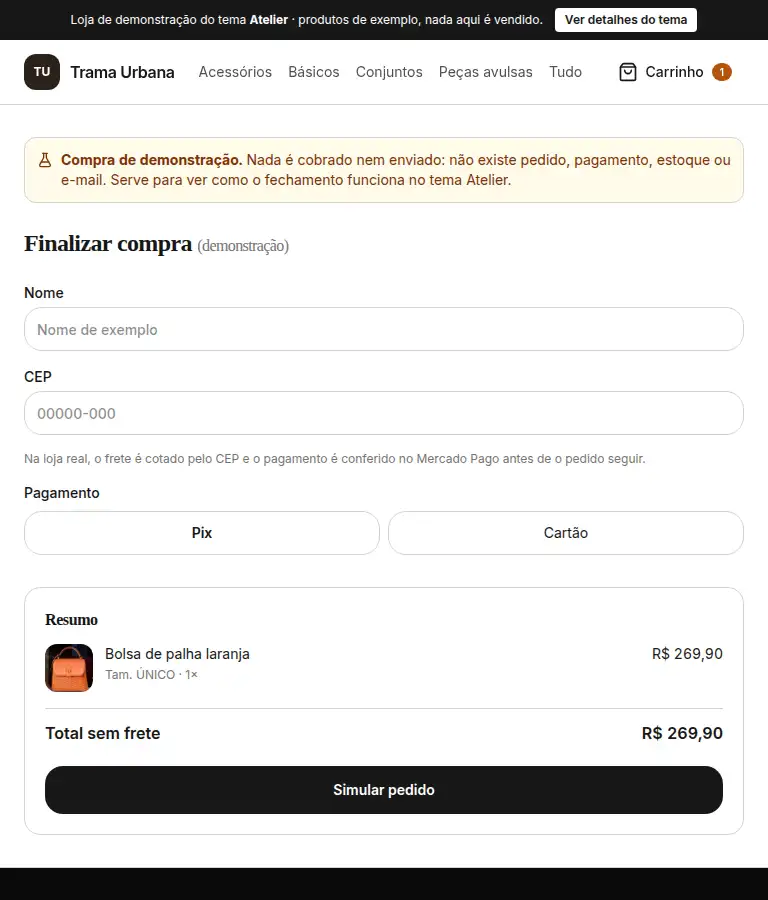 Loja de demonstração do tema Atelier · produtos de exemplo, nada aqui é vendido. Ver detalhes do tema
TU Trama Urbana Acessórios Básicos Conjuntos Peças avulsas Tudo Carrinho 1
Compra de demonstração. Nada é cobrado nem enviado: não existe pedido, pagamento, estoque ou
e-mail. Serve para ver como o fechamento funciona no tema Atelier.
Finalizar compra (demonstração)
Nome
Nome de exemplo
CEP
00000-000
Na loja real, o frete é cotado pelo CEP e o pagamento é conferido no Mercado Pago antes de o pedido seguir.
Pagamento
Pix Cartão
Resumo
Bolsa de palha laranja R$ 269,90
Tam. ÚNICO · 1×
Total sem frete R$ 269,90
Simular pedido